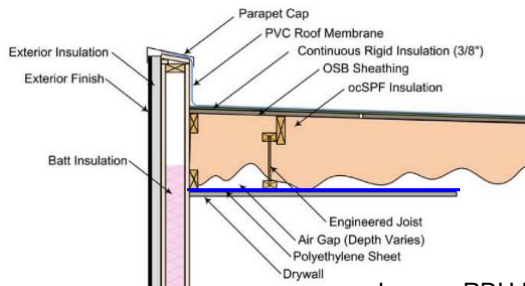 Parapet Cap
PVC Roof Membrane
Exterior Insulation
Continuous Rigid Insulation (3/8")
Exterior Finish
OSB Sheathing
ocSPF Insulation
Batt Insulation
Engineered Joist
Air Gap (Depth Varies)
Polyethylene Sheet
Drywall